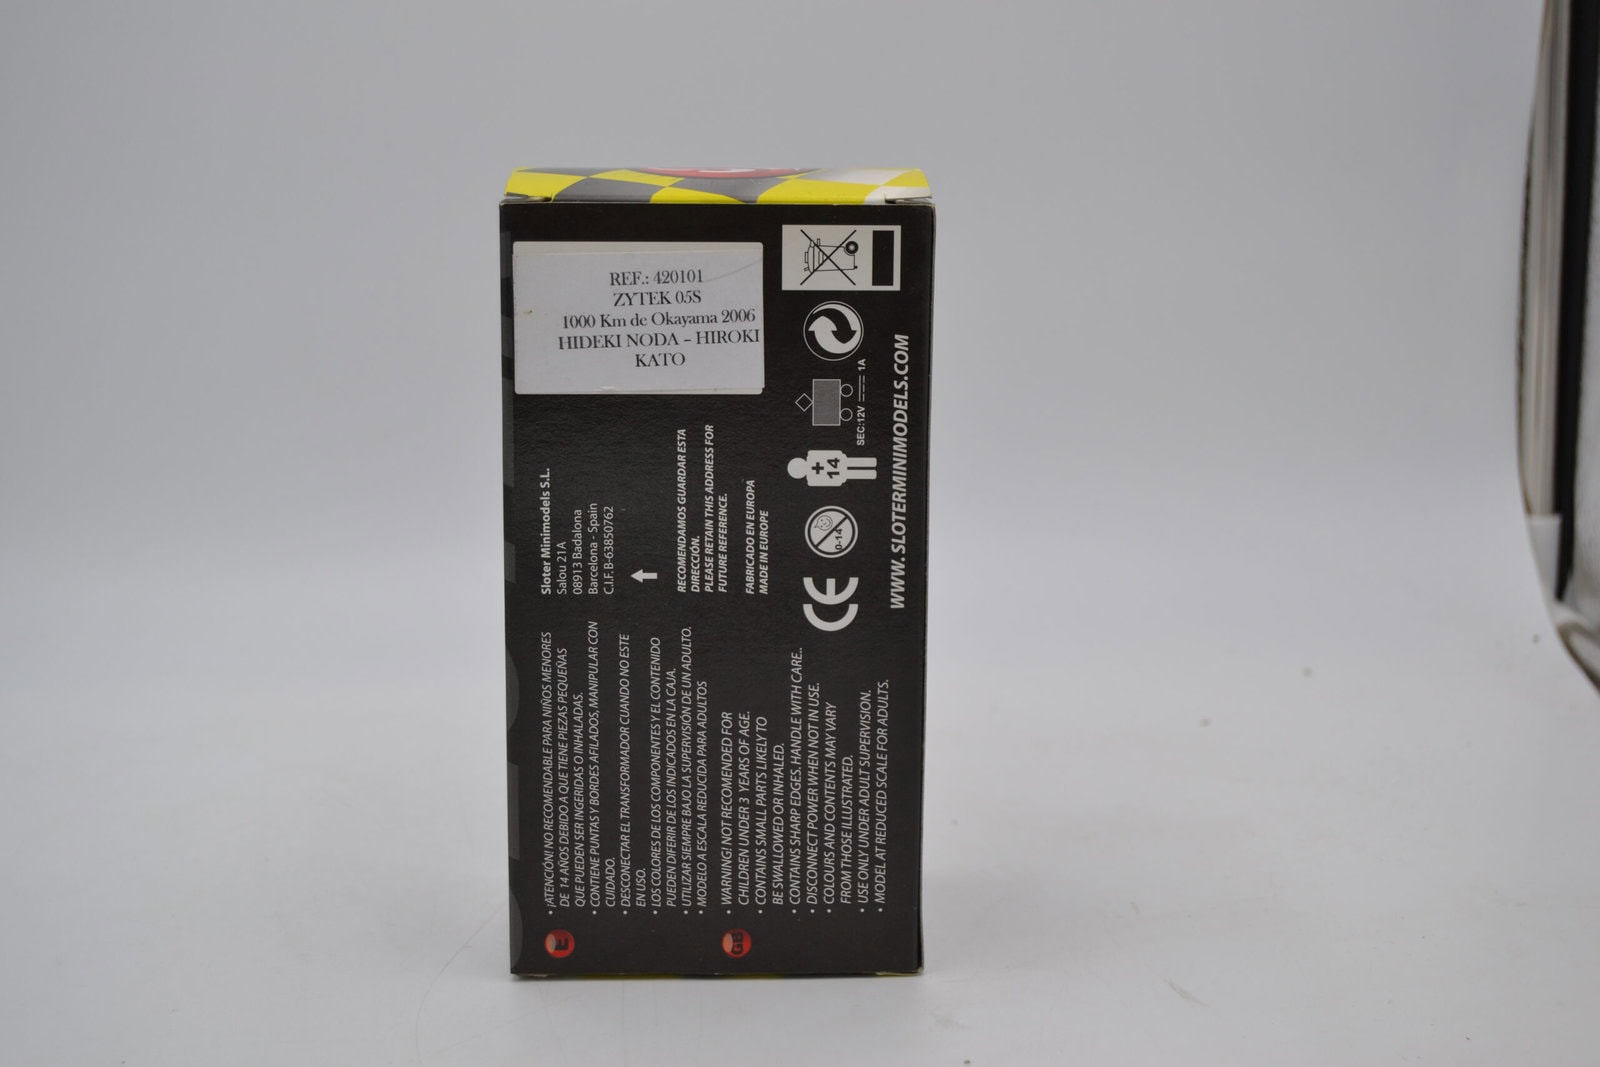 REF.: 420101
ZYTEK 05S
1000 Km de Okayama 2006
HIDEKI NODA – HIROKI
KATO
• ¡ATENCIÓN! NO RECOMENDABLE PARA NIÑOS MENORES
DE 14 AÑOS DEBIDO A QUE TIENE PIEZAS PEQUEÑAS
QUE PUEDEN SER INGERIDAS O INHALADAS.
• CONTIENE PUNTAS Y BORDES AFILADOS, MANIPULAR CON
CUIDADO.
• DESCONECTAR EL TRANSFORMADOR CUANDO NO ESTE
EN USO.
• LOS COLORES DE LOS COMPONENTES Y EL CONTENIDO
PUEDEN DIFERIR DE LOS INDICADOS EN LA CAJA.
• UTILIZAR SIEMPRE BAJO LA SUPERVISIÓN DE UN ADULTO.
• MODELO A ESCALA REDUCIDA PARA ADULTOS
E
• WARNING! NOT RECOMENDED FOR
CHILDREN UNDER 3 YEARS OF AGE.
• CONTAINS SMALL PARTS LIKELY TO
BE SWALLOWED OR INHALED.
• CONTAINS SHARP EDGES. HANDLE WITH CARE..
• DISCONNECT POWER WHEN NOT IN USE.
• COLOURS AND CONTENTS MAY VARY
FROM THOSE ILLUSTRATED.
• USE ONLY UNDER ADULT SUPERVISION.
• MODEL AT REDUCED SCALE FOR ADULTS.
GB
Sloter Minimodels S.L.
Salou 21A
08913 Badalona
Barcelona - Spain
C.I.F. B-63850762
RECOMENDAMOS GUARDAR ESTA
DIRECCIÓN.
PLEASE RETAIN THIS ADDRESS FOR
FUTURE REFERENCE.
FABRICADO EN EUROPA
MADE IN EUROPE
CE
0-14
+
14
SEC:12V 1A
WWW.SLOTERMINIMODELS.COM